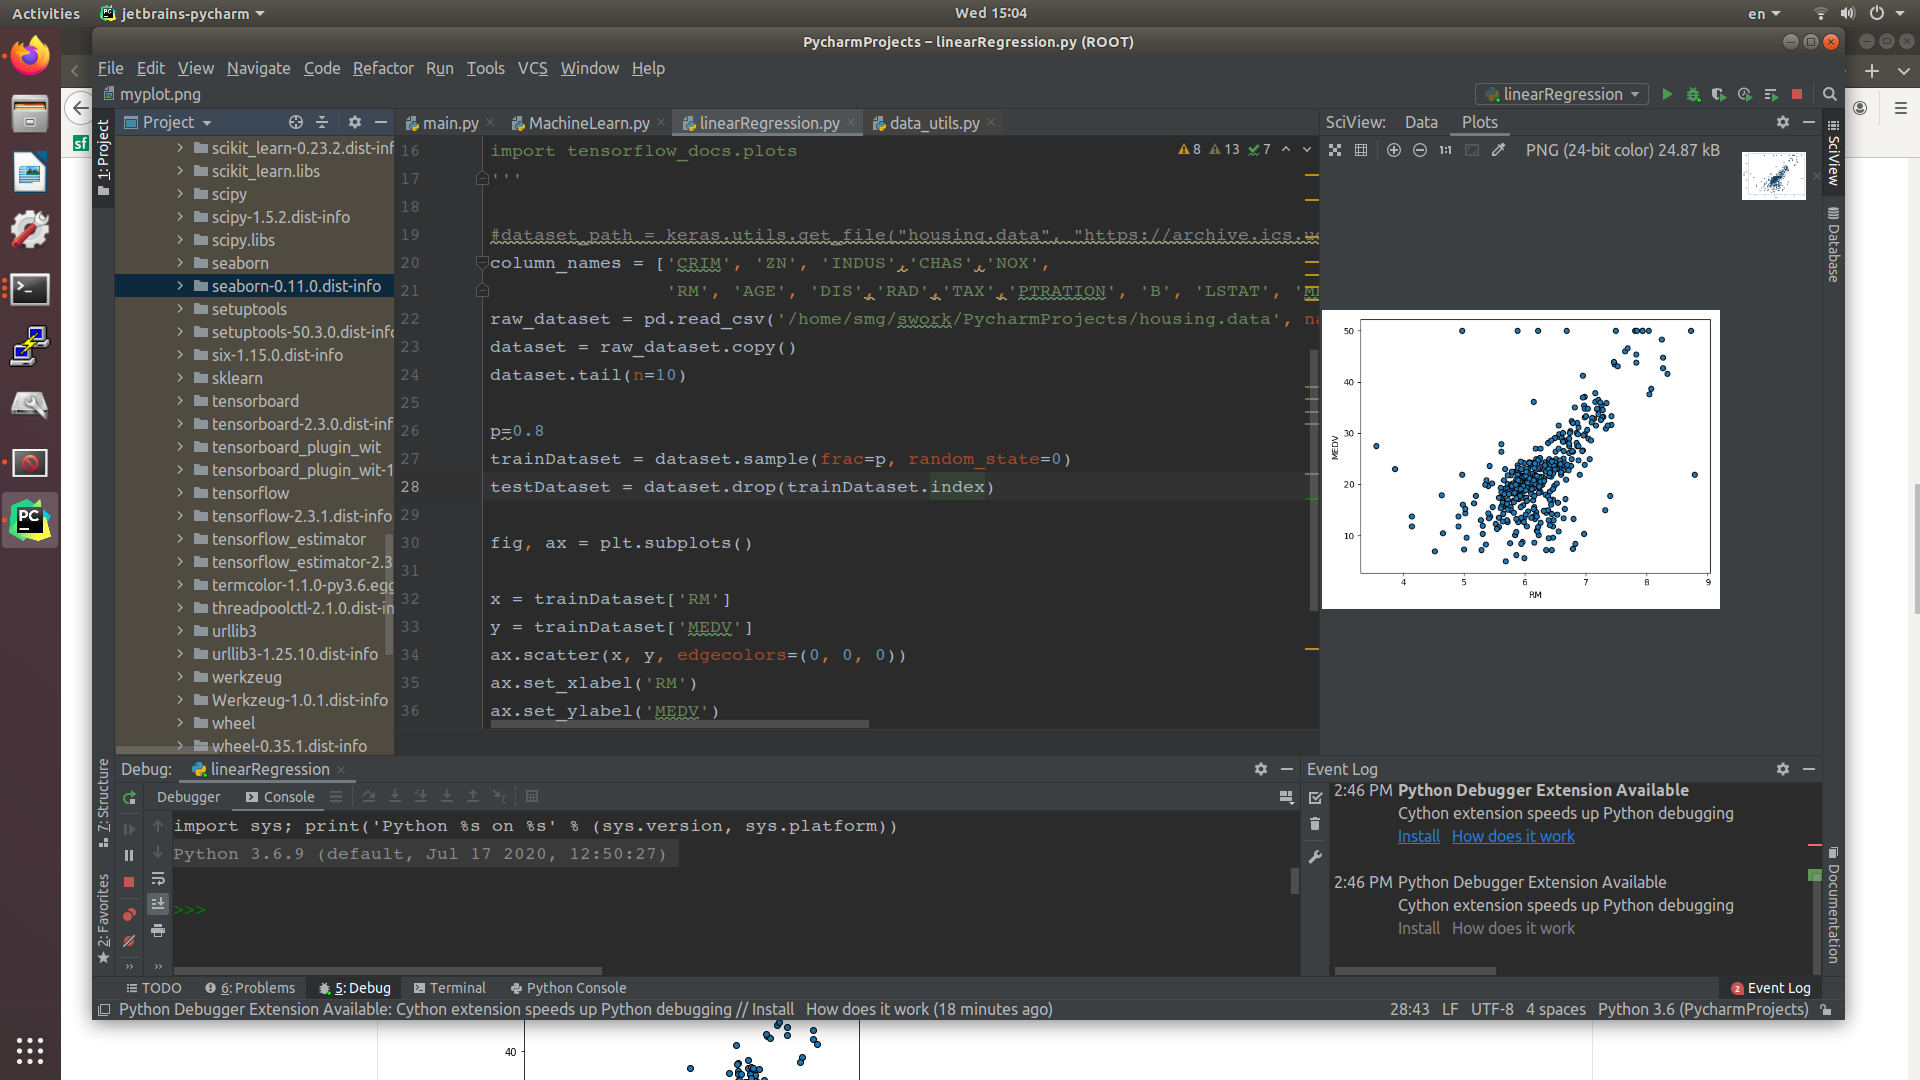 Activities
jetbrains-pycharm
Wed 15:04
en
PycharmProjects – linearRegression.py (ROOT)
File Edit View Navigate Code Refactor Run Tools VCS Window Help
myplot.png
linearRegression
sf
1: Project
Project
scikit_learn-0.23.2.dist-inf
scikit_learn.libs
scipy
scipy-1.5.2.dist-info
scipy.libs
seaborn
seaborn-0.11.0.dist-info
setuptools
setuptools-50.3.0.dist-info
six-1.15.0.dist-info
sklearn
tensorboard
tensorboard-2.3.0.dist-inf
tensorboard_plugin_wit
tensorboard_plugin_wit-1
tensorflow
tensorflow-2.3.1.dist-info
tensorflow_estimator
tensorflow_estimator-2.3
termcolor-1.1.0-py3.6.egg
threadpoolctl-2.1.0.dist-in
urllib3
urllib3-1.25.10.dist-info
werkzeug
Werkzeug-1.0.1.dist-info
wheel
wheel-0.35.1.dist-info
main.py MachineLearn.py linearRegression.py data_utils.py
8 13 7
16 import tensorflow_docs.plots
17 '''
18
19 #dataset_path = keras.utils.get_file("housing.data", "https://archive.ics.uc
20 column_names = ['CRIM', 'ZN', 'INDUS','CHAS','NOX',
21 'RM', 'AGE', 'DIS','RAD','TAX','PTRATION', 'B', 'LSTAT', 'ME
22 raw_dataset = pd.read_csv('/home/smg/swork/PycharmProjects/housing.data', na
23 dataset = raw_dataset.copy()
24 dataset.tail(n=10)
25
26 p=0.8
27 trainDataset = dataset.sample(frac=p, random_state=0)
28 testDataset = dataset.drop(trainDataset.index)
29
30 fig, ax = plt.subplots()
31
32 x = trainDataset['RM']
33 y = trainDataset['MEDV']
34 ax.scatter(x, y, edgecolors=(0, 0, 0))
35 ax.set_xlabel('RM')
36 ax.set_ylabel('MEDV')
SciView: Data Plots
1:1 PNG (24-bit color) 24.87 kB
50
40
30
20
10
MEDV
4 5 6 7 8 9
RM
SciView
Database
Documentation
7: Structure
2: Favorites
Debug: linearRegression
Debugger Console
import sys; print('Python %s on %s' % (sys.version, sys.platform))
Python 3.6.9 (default, Jul 17 2020, 12:50:27)
>>>
Event Log
2:46 PM Python Debugger Extension Available
Cython extension speeds up Python debugging
Install How does it work
2:46 PM Python Debugger Extension Available
Cython extension speeds up Python debugging
Install How does it work
TODO 6: Problems 5: Debug Terminal Python Console
2 Event Log
Python Debugger Extension Available: Cython extension speeds up Python debugging // Install How does it work (18 minutes ago)
28:43 LF UTF-8 4 spaces Python 3.6 (PycharmProjects)
40